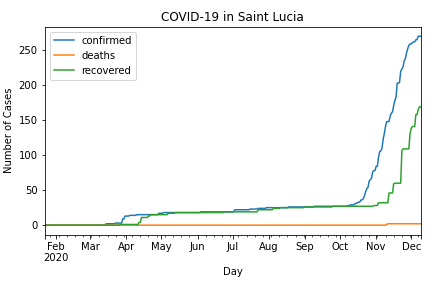 COVID-19 in Saint Lucia
confirmed
deaths
recovered
Number of Cases
250
200
150
100
50
0
Feb Mar Apr May Jun Jul Aug Sep Oct Nov Dec
2020
Day